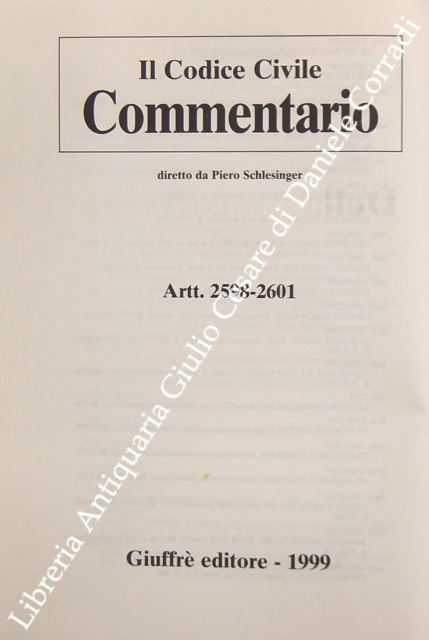 Il Codice Civile
Commentario
diretto da Piero Schlesinger
Artt. 2598-2601
Giuffrè editore - 1999
Libreria Antiquaria Giulio Cesare di Daniele Corradi